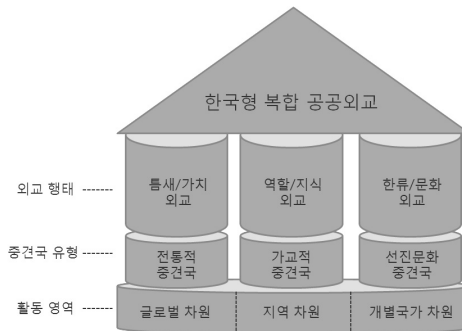 한국형 복합 공공외교
외교 행태 -------
틈새/가치
외교
역할/지식
외교
한류/문화
외교
중견국 유형 -------
전통적
중견국
가교적
중견국
선진문화
중견국
활동 영역 -------
글로벌 차원
지역 차원
개별국가 차원